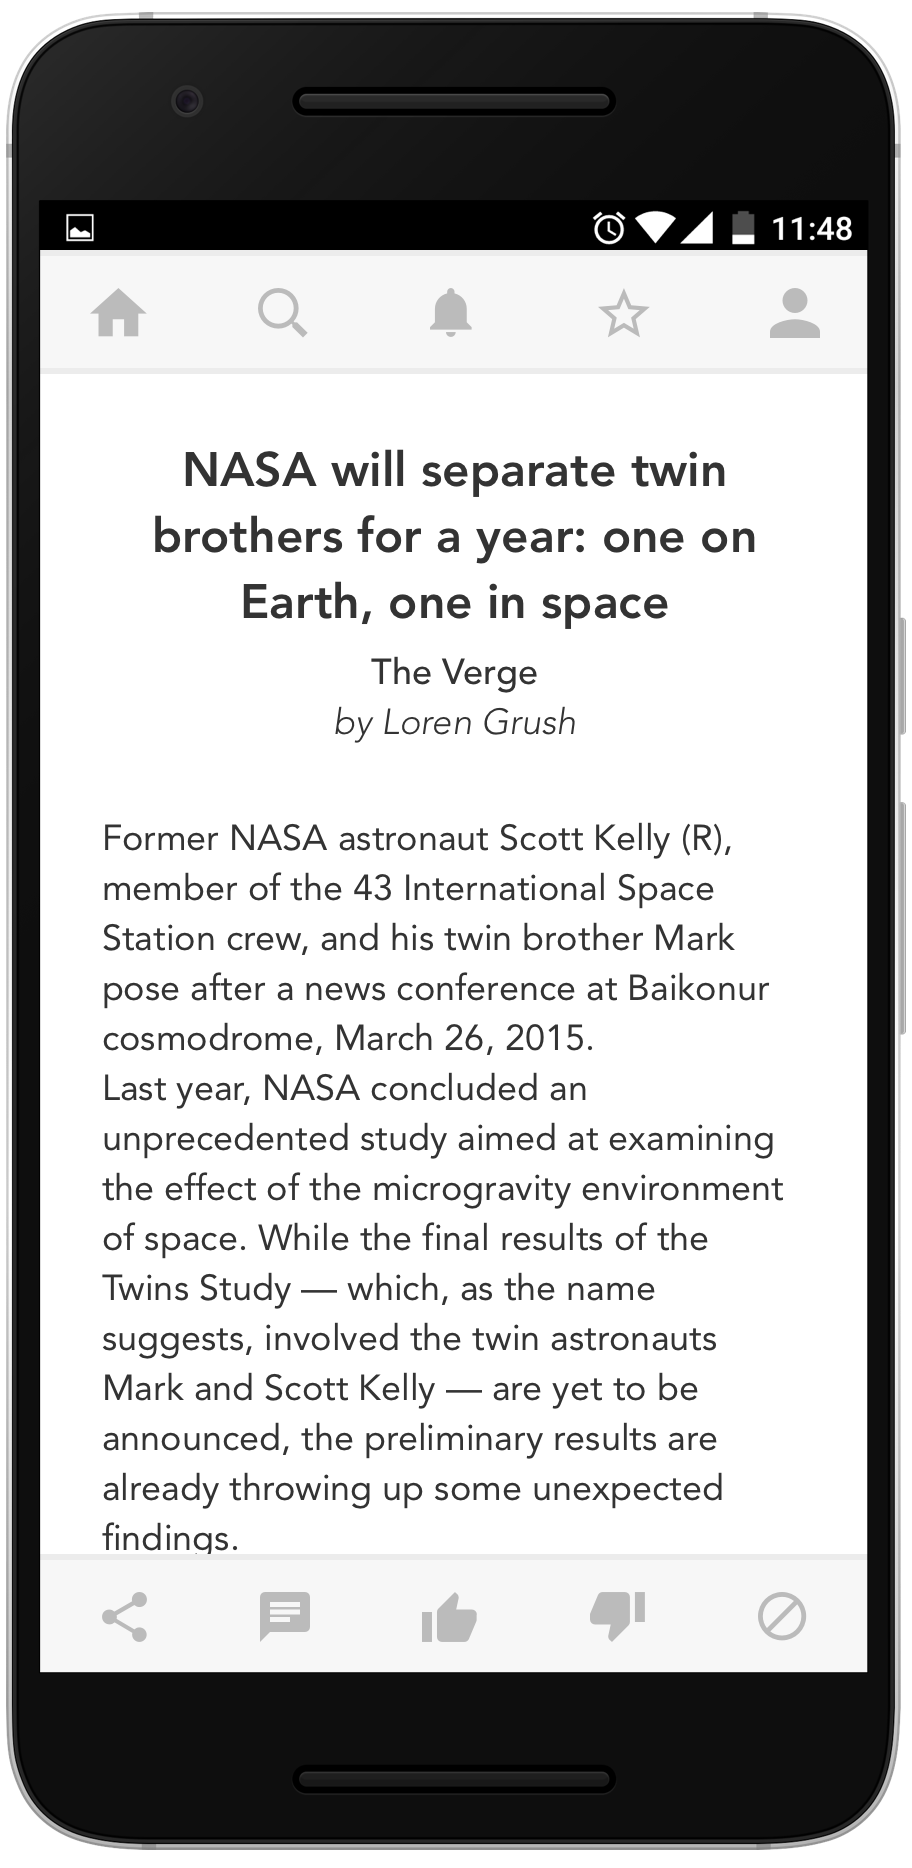 11:48
NASA will separate twin
brothers for a year: one on
Earth, one in space
The Verge
by Loren Grush
Former NASA astronaut Scott Kelly (R),
member of the 43 International Space
Station crew, and his twin brother Mark
pose after a news conference at Baikonur
cosmodrome, March 26, 2015.
Last year, NASA concluded an
unprecedented study aimed at examining
the effect of the microgravity environment
of space. While the final results of the
Twins Study — which, as the name
suggests, involved the twin astronauts
Mark and Scott Kelly — are yet to be
announced, the preliminary results are
already throwing up some unexpected
findings.